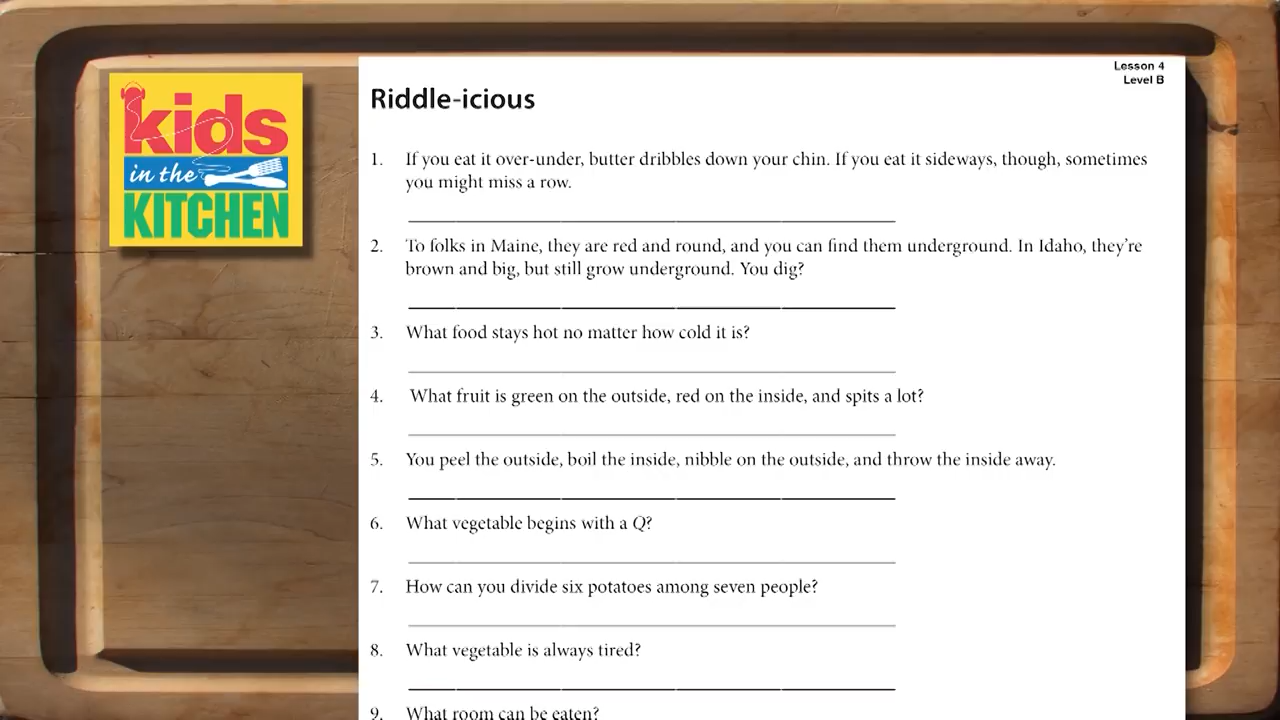 kids
in the
KITCHEN
Lesson 4
Level B
Riddle-icious
1. If you eat it over-under, butter dribbles down your chin. If you eat it sideways, though, sometimes
you might miss a row.
2. To folks in Maine, they are red and round, and you can find them underground. In Idaho, they're
brown and big, but still grow underground. You dig?
3. What food stays hot no matter how cold it is?
4. What fruit is green on the outside, red on the inside, and spits a lot?
5. You peel the outside, boil the inside, nibble on the outside, and throw the inside away.
6. What vegetable begins with a Q?
7. How can you divide six potatoes among seven people?
8. What vegetable is always tired?
9. What room can be eaten?